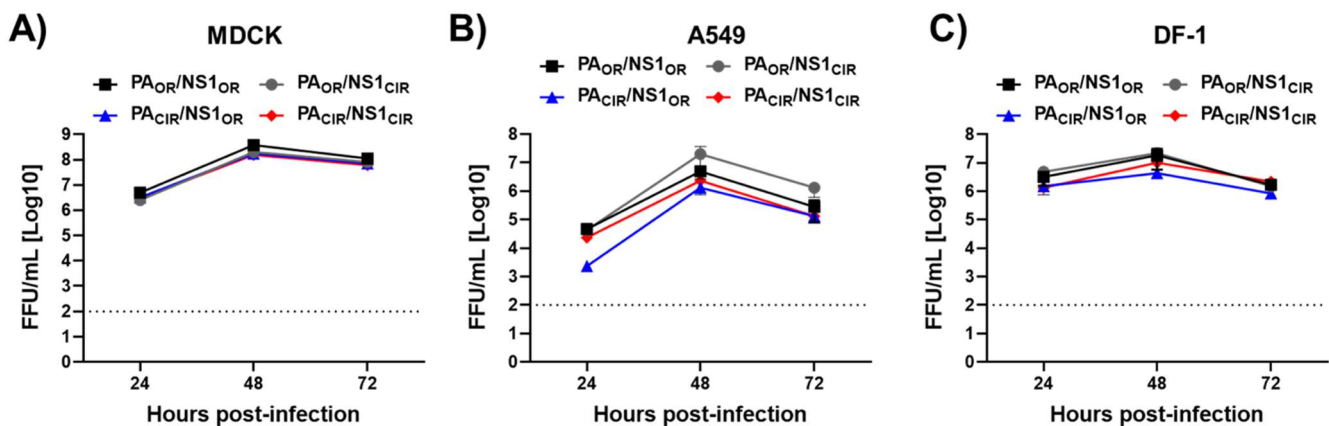 A)
MDCK
PAOR/NS1OR PAOR/NS1CIR
PACIR/NS1OR PACIR/NS1CIR
FFU/mL [Log10]
9
8
7
6
5
4
3
2
1
0
24 48 72
Hours post-infection
B)
A549
PAOR/NS1OR PAOR/NS1CIR
PACIR/NS1OR PACIR/NS1CIR
FFU/mL [Log10]
8
7
6
5
4
3
2
1
0
24 48 72
Hours post-infection
C)
DF-1
PAOR/NS1OR PAOR/NS1CIR
PACIR/NS1OR PACIR/NS1CIR
FFU/mL [Log10]
8
7
6
5
4
3
2
1
0
24 48 72
Hours post-infection